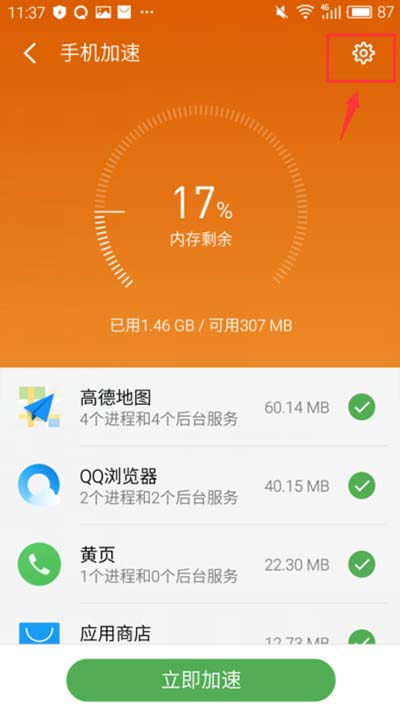 11:37
4G
87
手机加速
17%
内存剩余
已用1.46 GB / 可用307 MB
高德地图
4个进程和4个后台服务
60.14 MB
QQ浏览器
2个进程和2个后台服务
40.15 MB
黄页
1个进程和0个后台服务
22.30 MB
应用商店
12.73 MB
立即加速